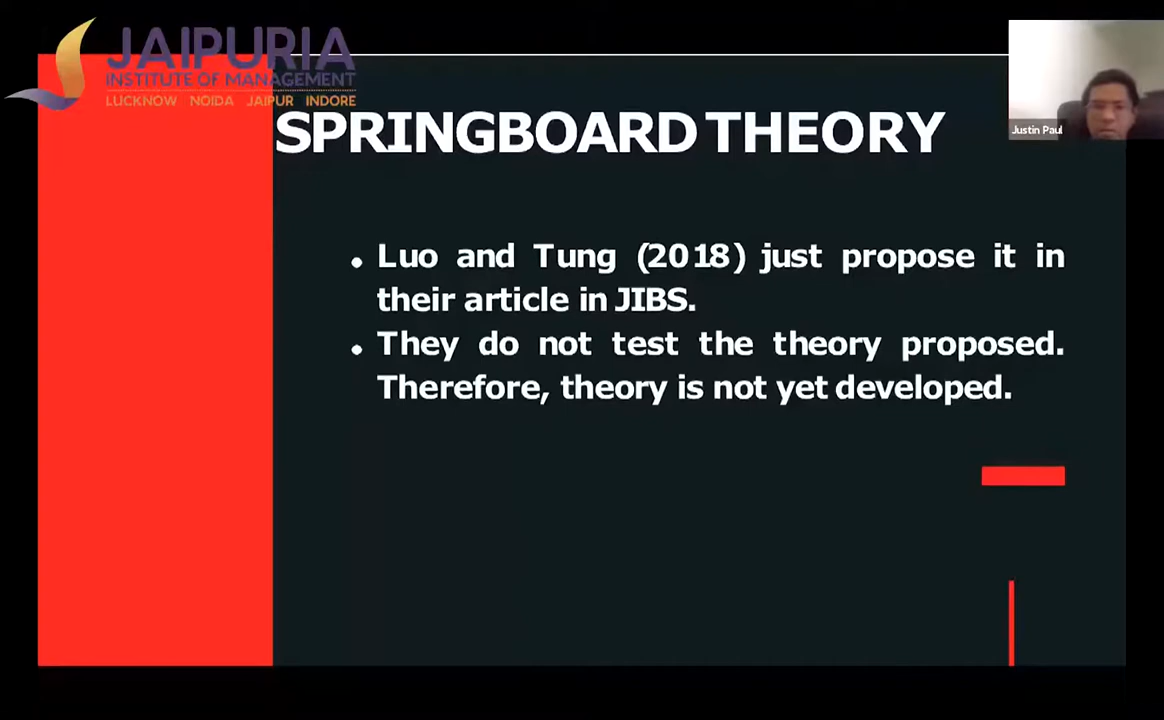 JAIPURIA
INSTITUTE OF MANAGEMENT
LUCKNOW NOIDA JAIPUR INDORE
Justin Paul
SPRINGBOARD THEORY
• Luo and Tung (2018) just propose it in
their article in JIBS.
• They do not test the theory proposed.
Therefore, theory is not yet developed.